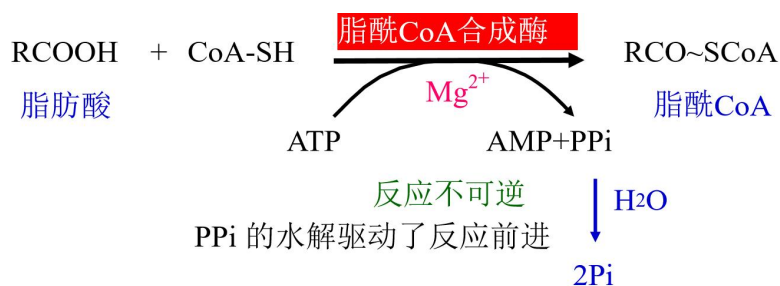 脂酰CoA合成酶
RCOOH + CoA-SH RCO~SCoA
Mg²⁺
脂肪酸 脂酰CoA
ATP AMP+PPi
反应不可逆 H2O
PPi 的水解驱动了反应前进
2Pi